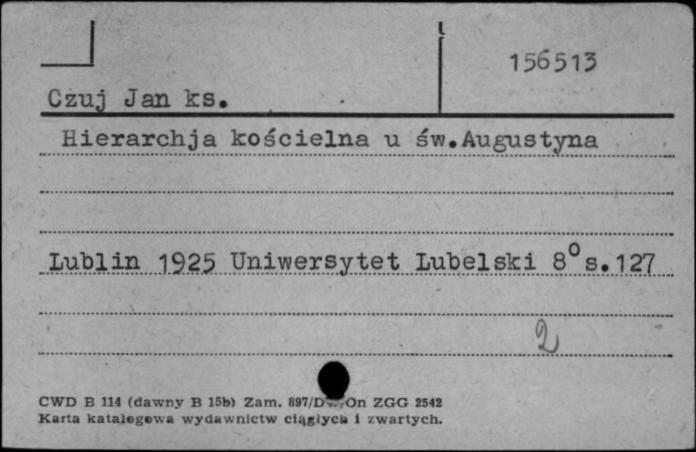 156513
Czuj Jan ks.
Hierarchja kościelna u św.Augustyna
Lublin 1925 Uniwersytet Lubelski 8° s.127
2
CWD B 114 (dawny B 15b) Zam. 897/D On ZGG 2542
Karta katalogowa wydawnictw ciągłych i zwartych.